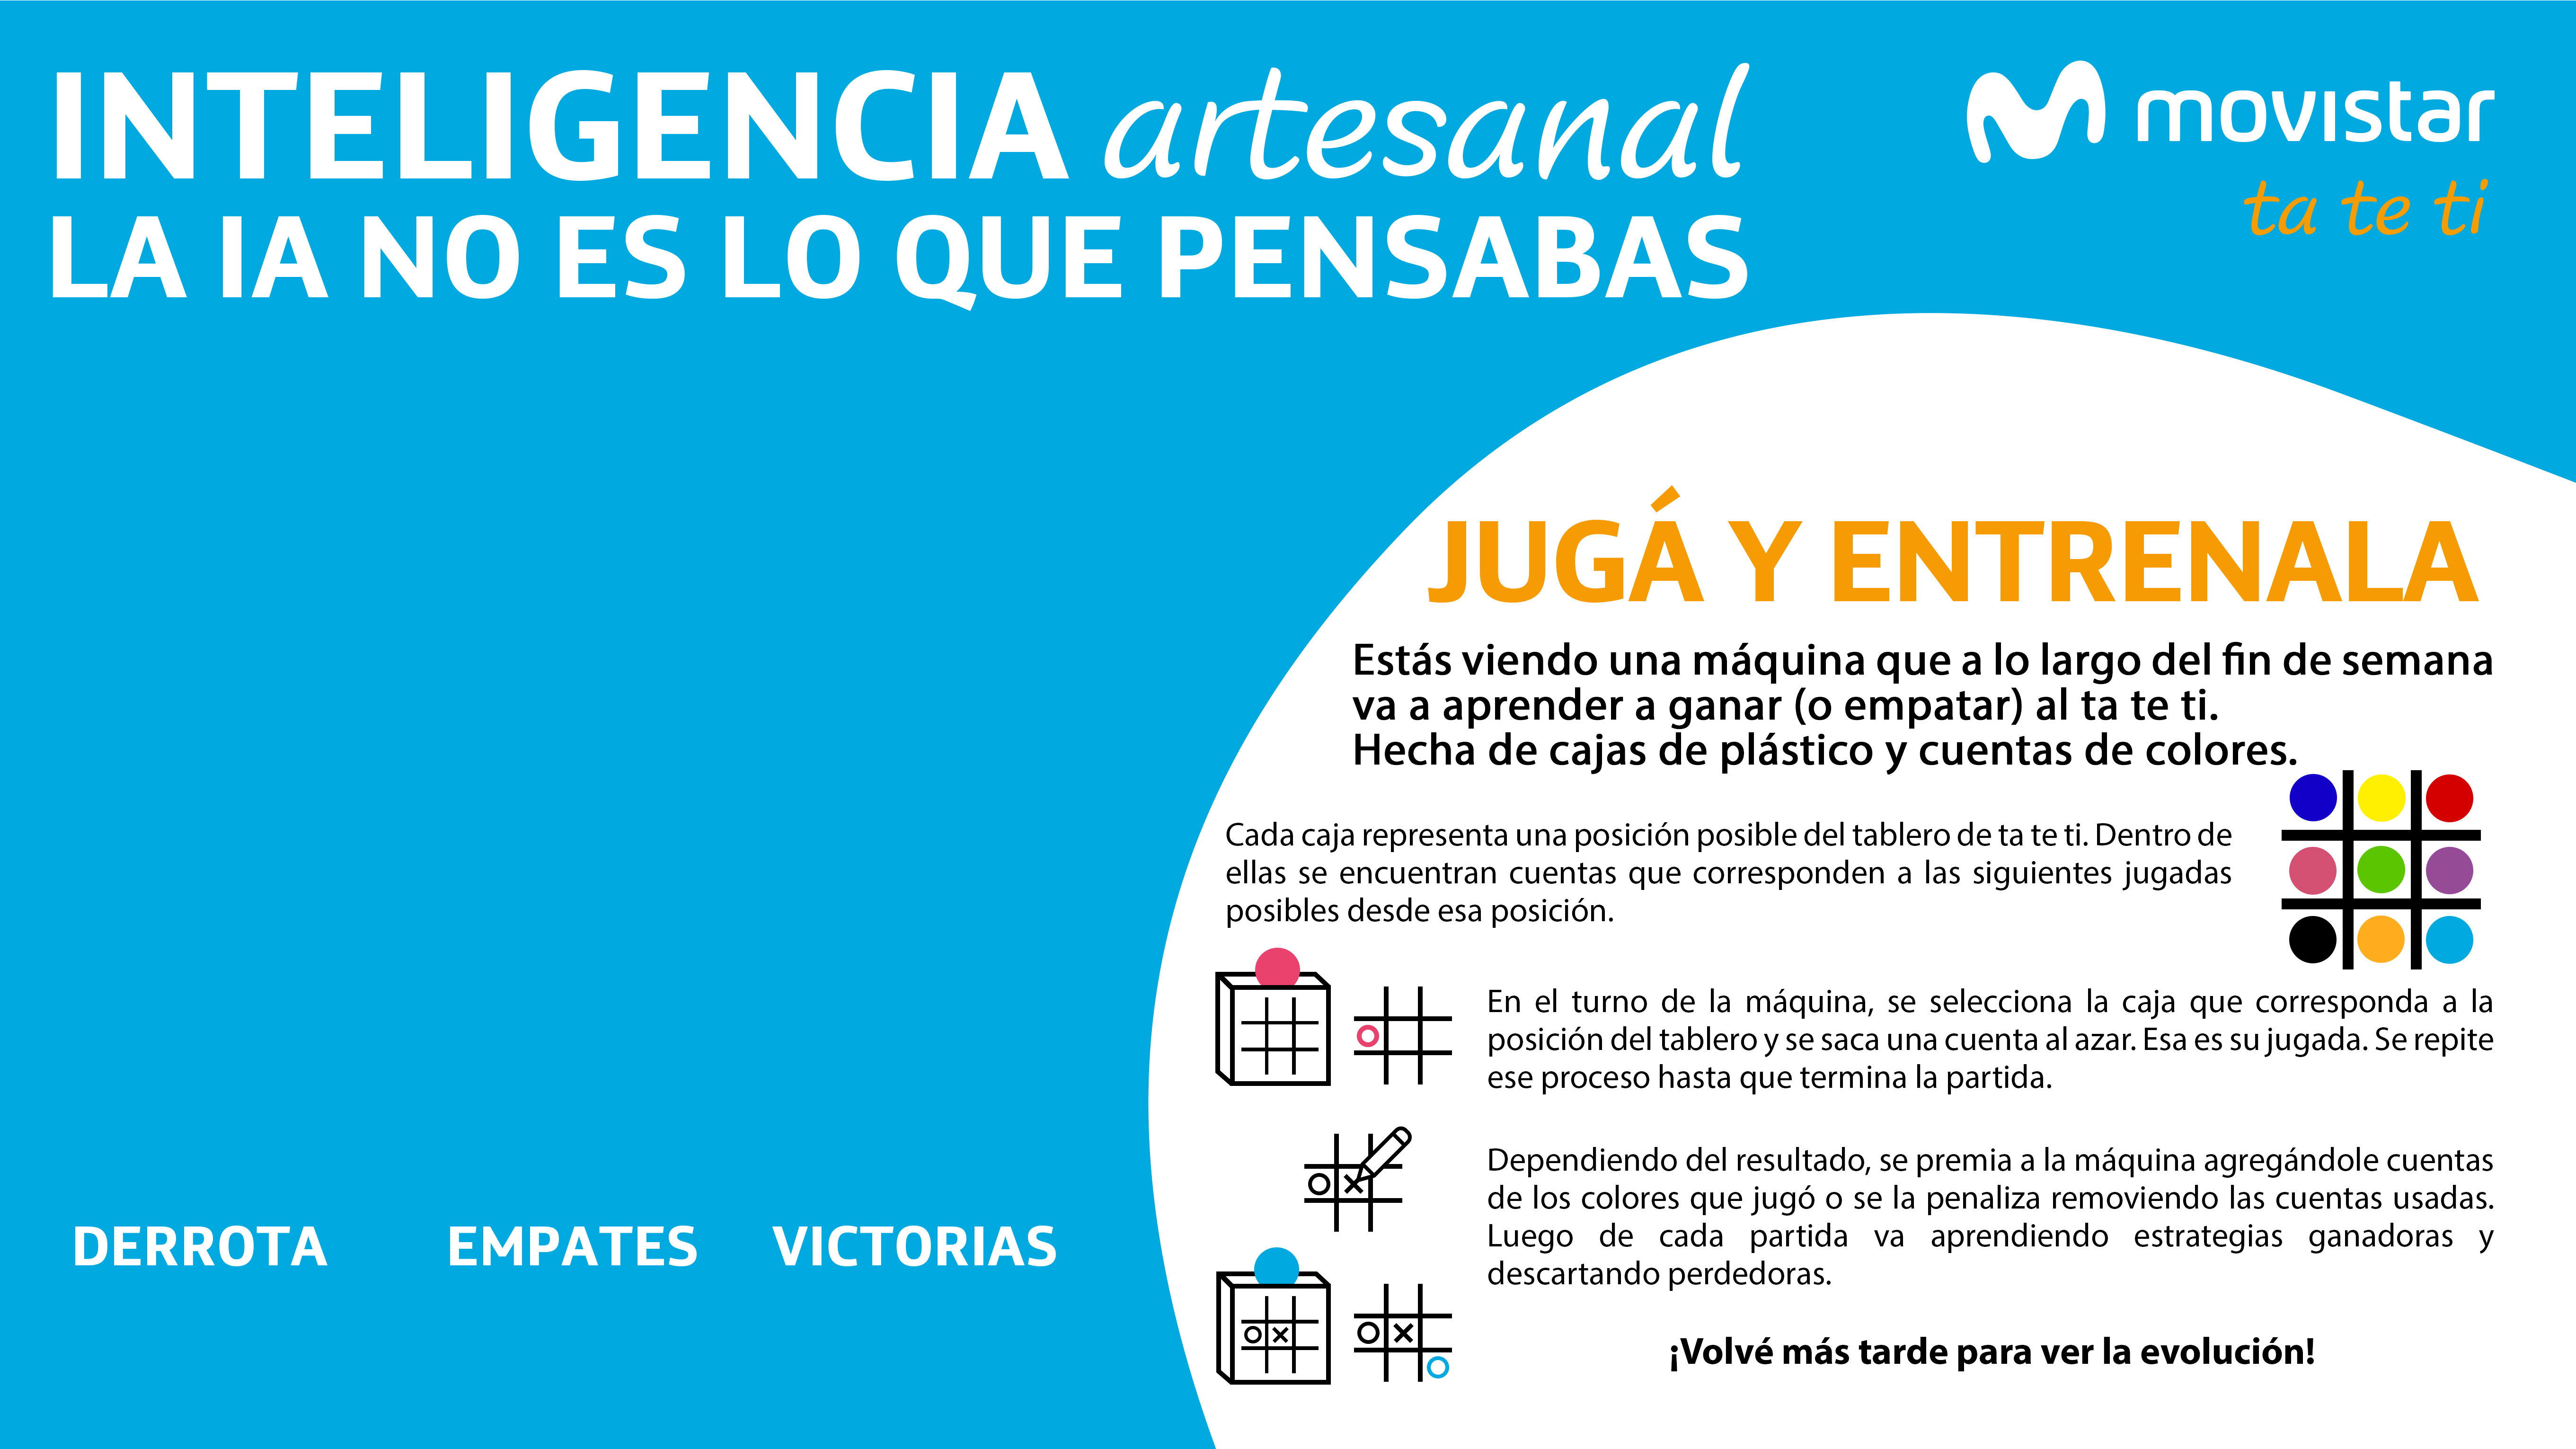 INTELIGENCIA artesanal
LA IA NO ES LO QUE PENSABAS
movistar
ta te ti
JUGÁ Y ENTRENALA
Estás viendo una máquina que a lo largo del fin de semana
va a aprender a ganar (o empatar) al ta te ti.
Hecha de cajas de plástico y cuentas de colores.
Cada caja representa una posición posible del tablero de ta te ti. Dentro de
ellas se encuentran cuentas que corresponden a las siguientes jugadas
posibles desde esa posición.
En el turno de la máquina, se selecciona la caja que corresponda a la
posición del tablero y se saca una cuenta al azar. Esa es su jugada. Se repite
ese proceso hasta que termina la partida.
Dependiendo del resultado, se premia a la máquina agregándole cuentas
de los colores que jugó o se la penaliza removiendo las cuentas usadas.
Luego de cada partida va aprendiendo estrategias ganadoras y
descartando perdedoras.
¡Volvé más tarde para ver la evolución!
DERROTA EMPATES VICTORIAS